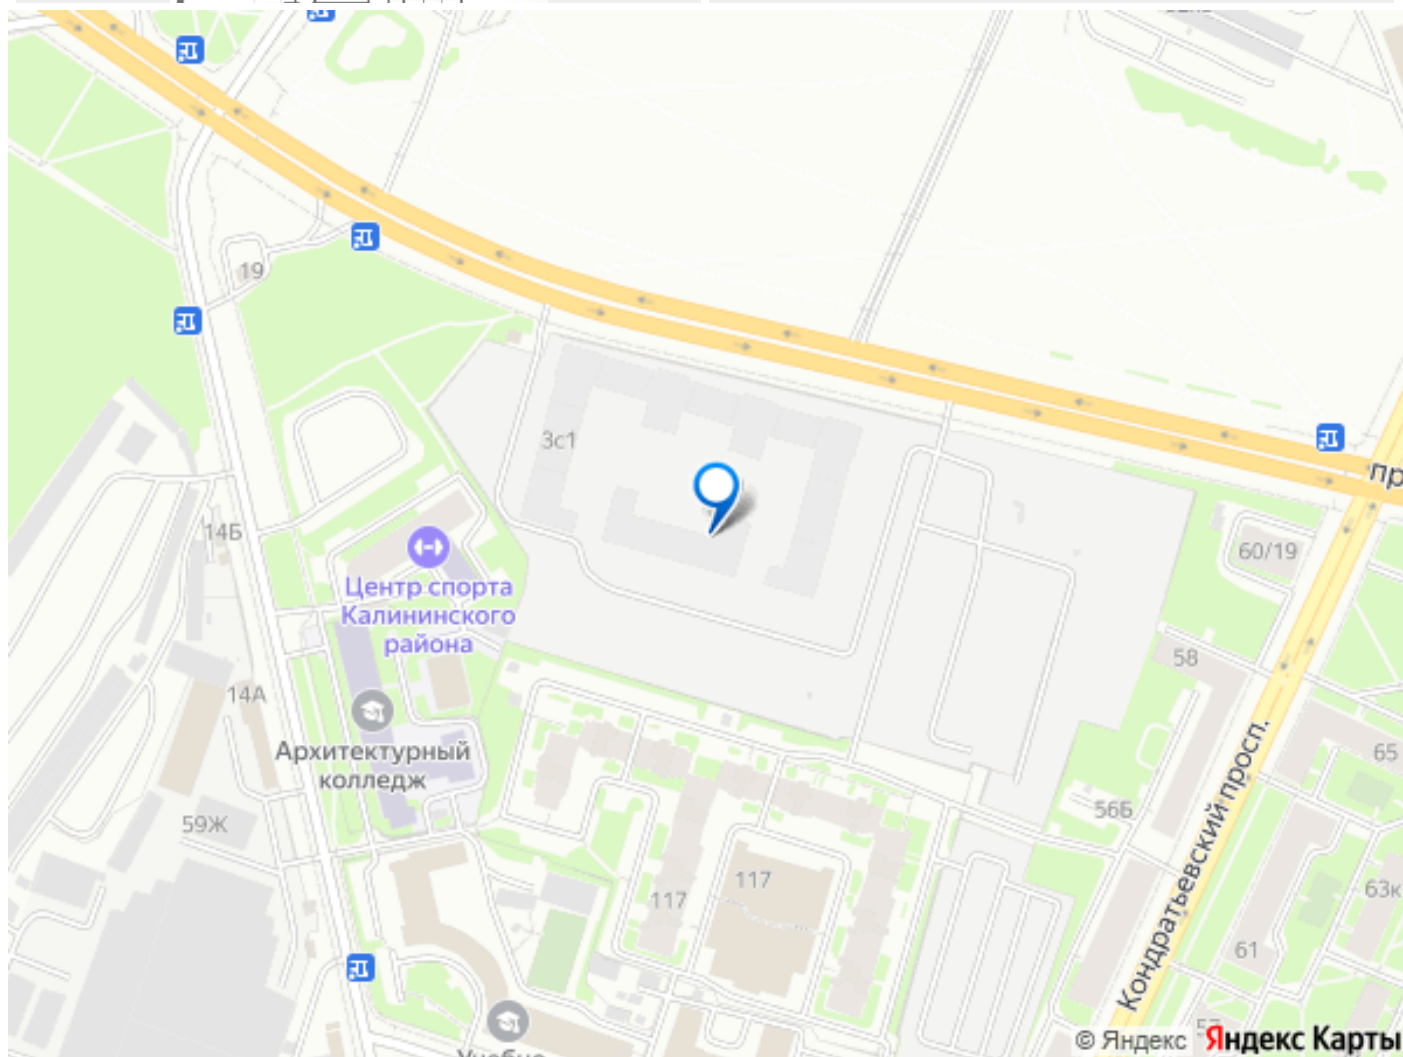 19
3с1
пр
14Б
60/19
Центр спорта
Калининского
района
58
14А
Архитектурный
колледж
65
56Б
59Ж
Кондратьевский просп.
117
117
63к
61
© Яндекс Яндекс Карты